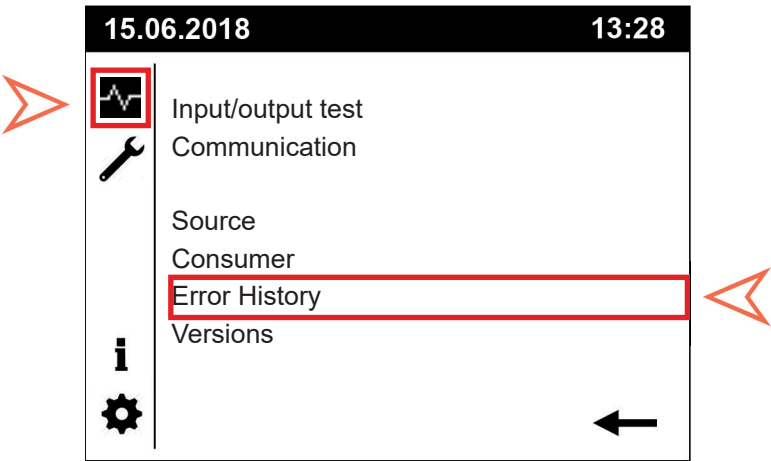 15.06.2018 13:28
Input/output test
Communication
Source
Consumer
Error History
Versions